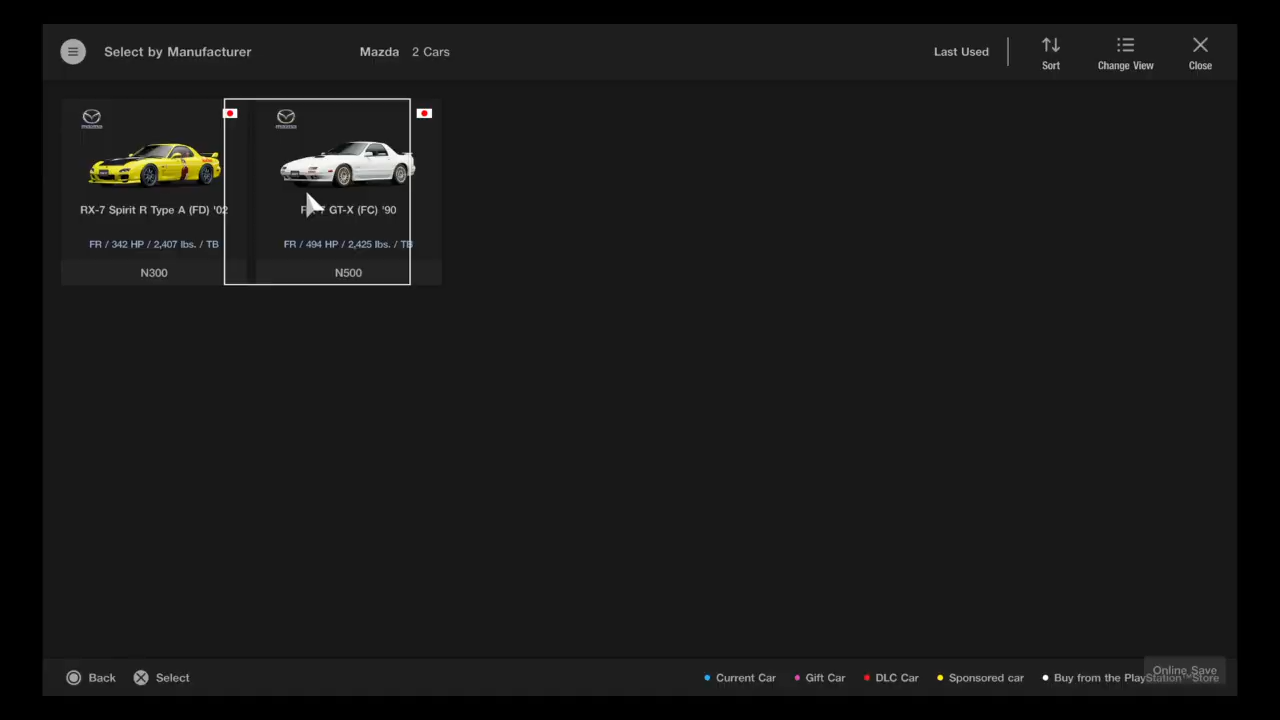 Select by Manufacturer
Mazda 2 Cars
Last Used
Sort
Change View
Close
RX-7 Spirit R Type A (FD) '02
FR / 342 HP / 2,407 lbs. / TB
N300
GT-X (FC) '90
FR / 494 HP / 2,425 lbs. / TB
N500
Back
Select
Current Car
Gift Car
DLC Car
Sponsored car
Buy from the PlayStation™Store
Online Save